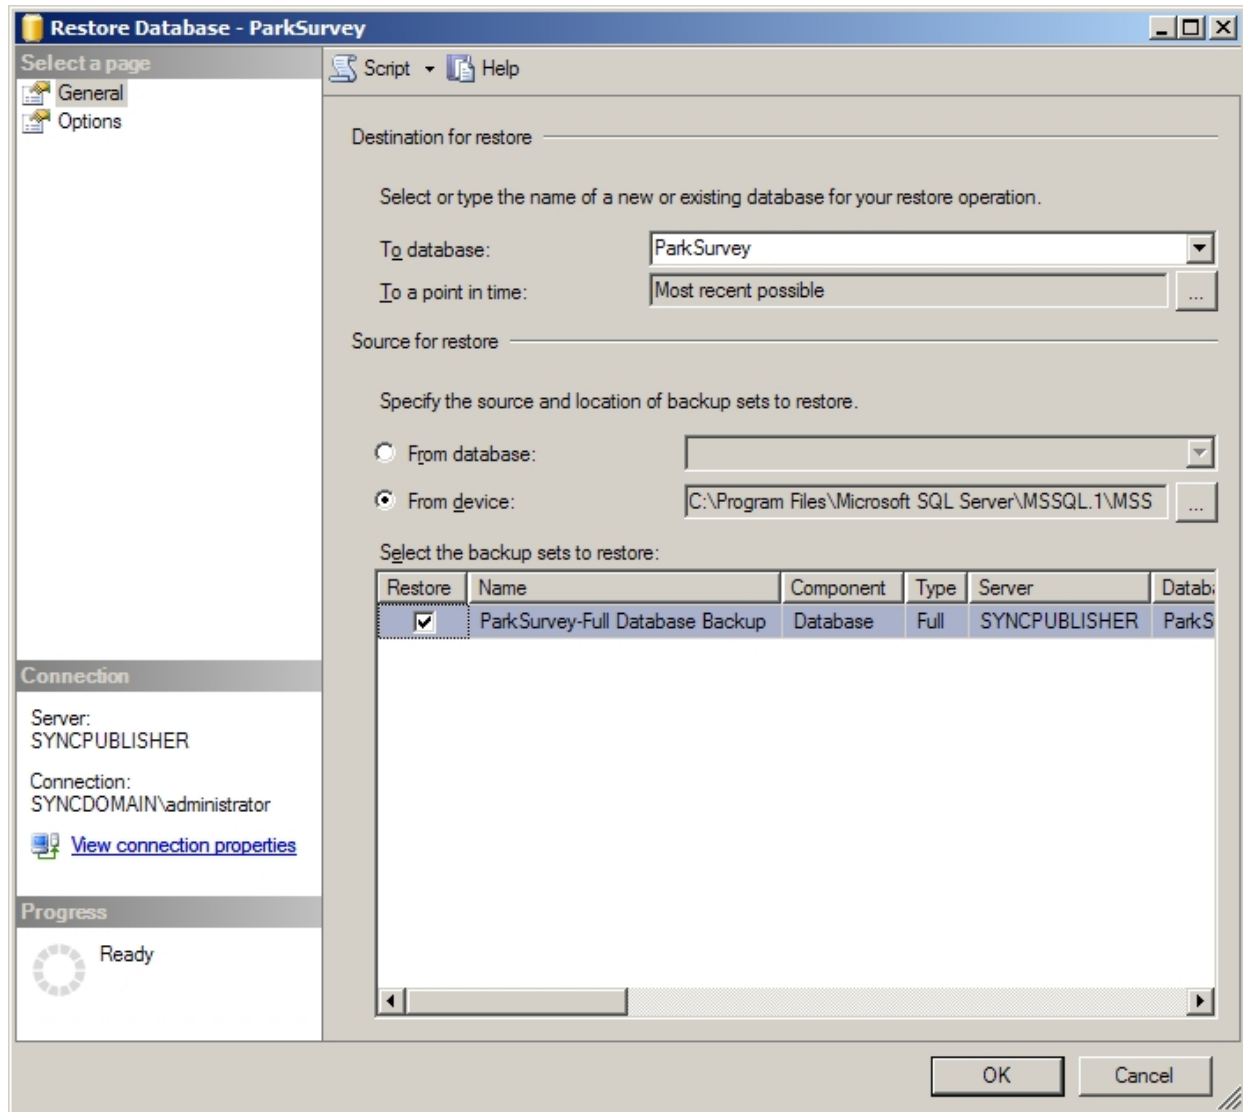 Restore Database - ParkSurvey
Select a page
General
Options
Script Help
Destination for restore
Select or type the name of a new or existing database for your restore operation.
To database: ParkSurvey
To a point in time: Most recent possible ...
Source for restore
Specify the source and location of backup sets to restore.
From database:
From device: C:\Program Files\Microsoft SQL Server\MSSQL.1\MSS ...
Select the backup sets to restore:
Restore Name Component Type Server Databa
ParkSurvey-Full Database Backup Database Full SYNCPUBLISHER ParkS
Connection
Server:
SYNCPUBLISHER
Connection:
SYNCDOMAIN\administrator
View connection properties
Progress
Ready
OK Cancel